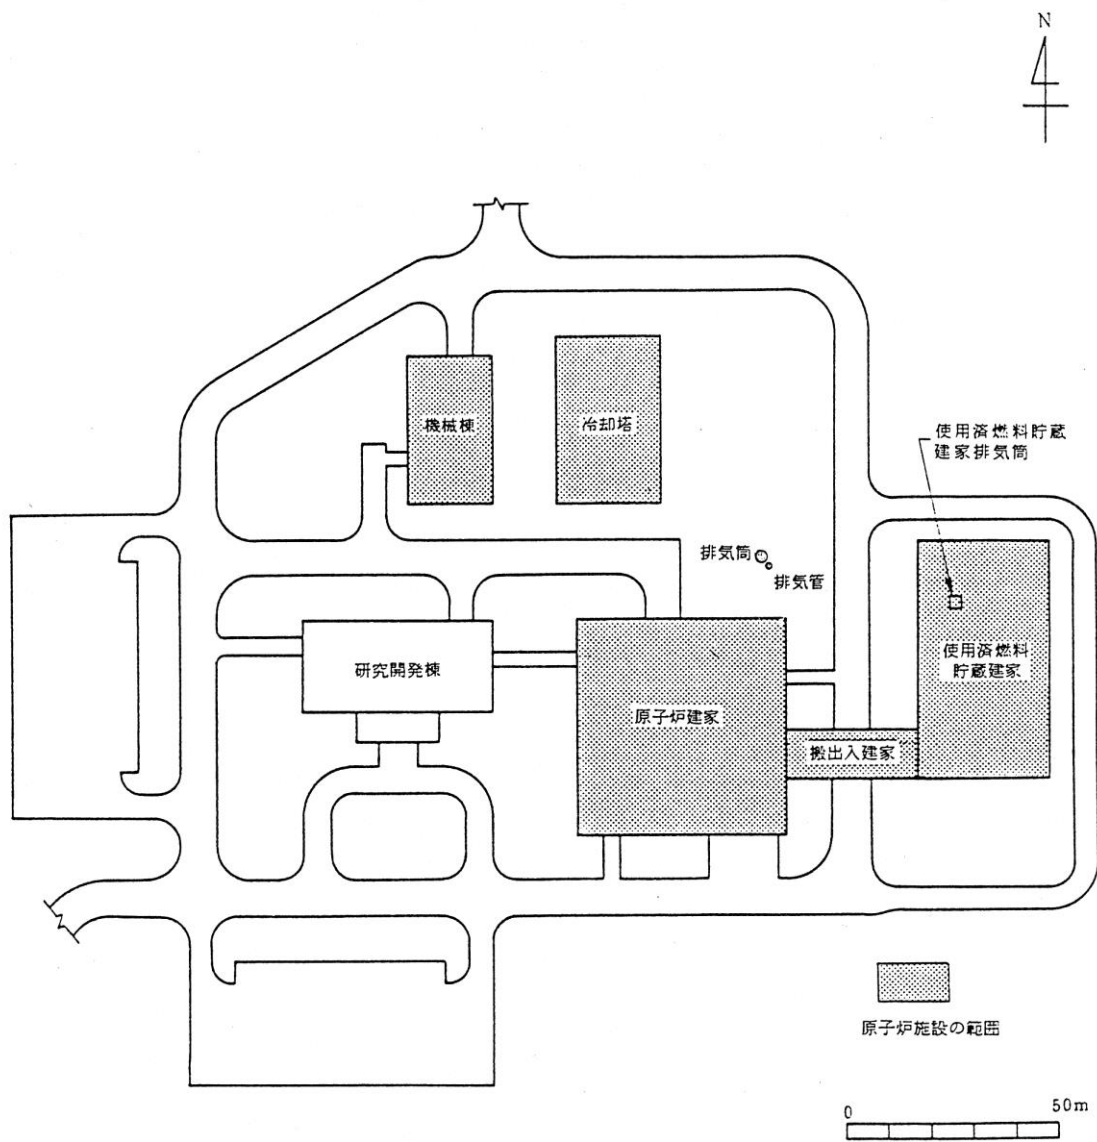 N
機械棟
冷却塔
使用済燃料貯蔵
建家排気筒
排気筒
排気管
研究開発棟
原子炉建家
使用済燃料
貯蔵建家
搬出入建家
原子炉施設の範囲
0
50m